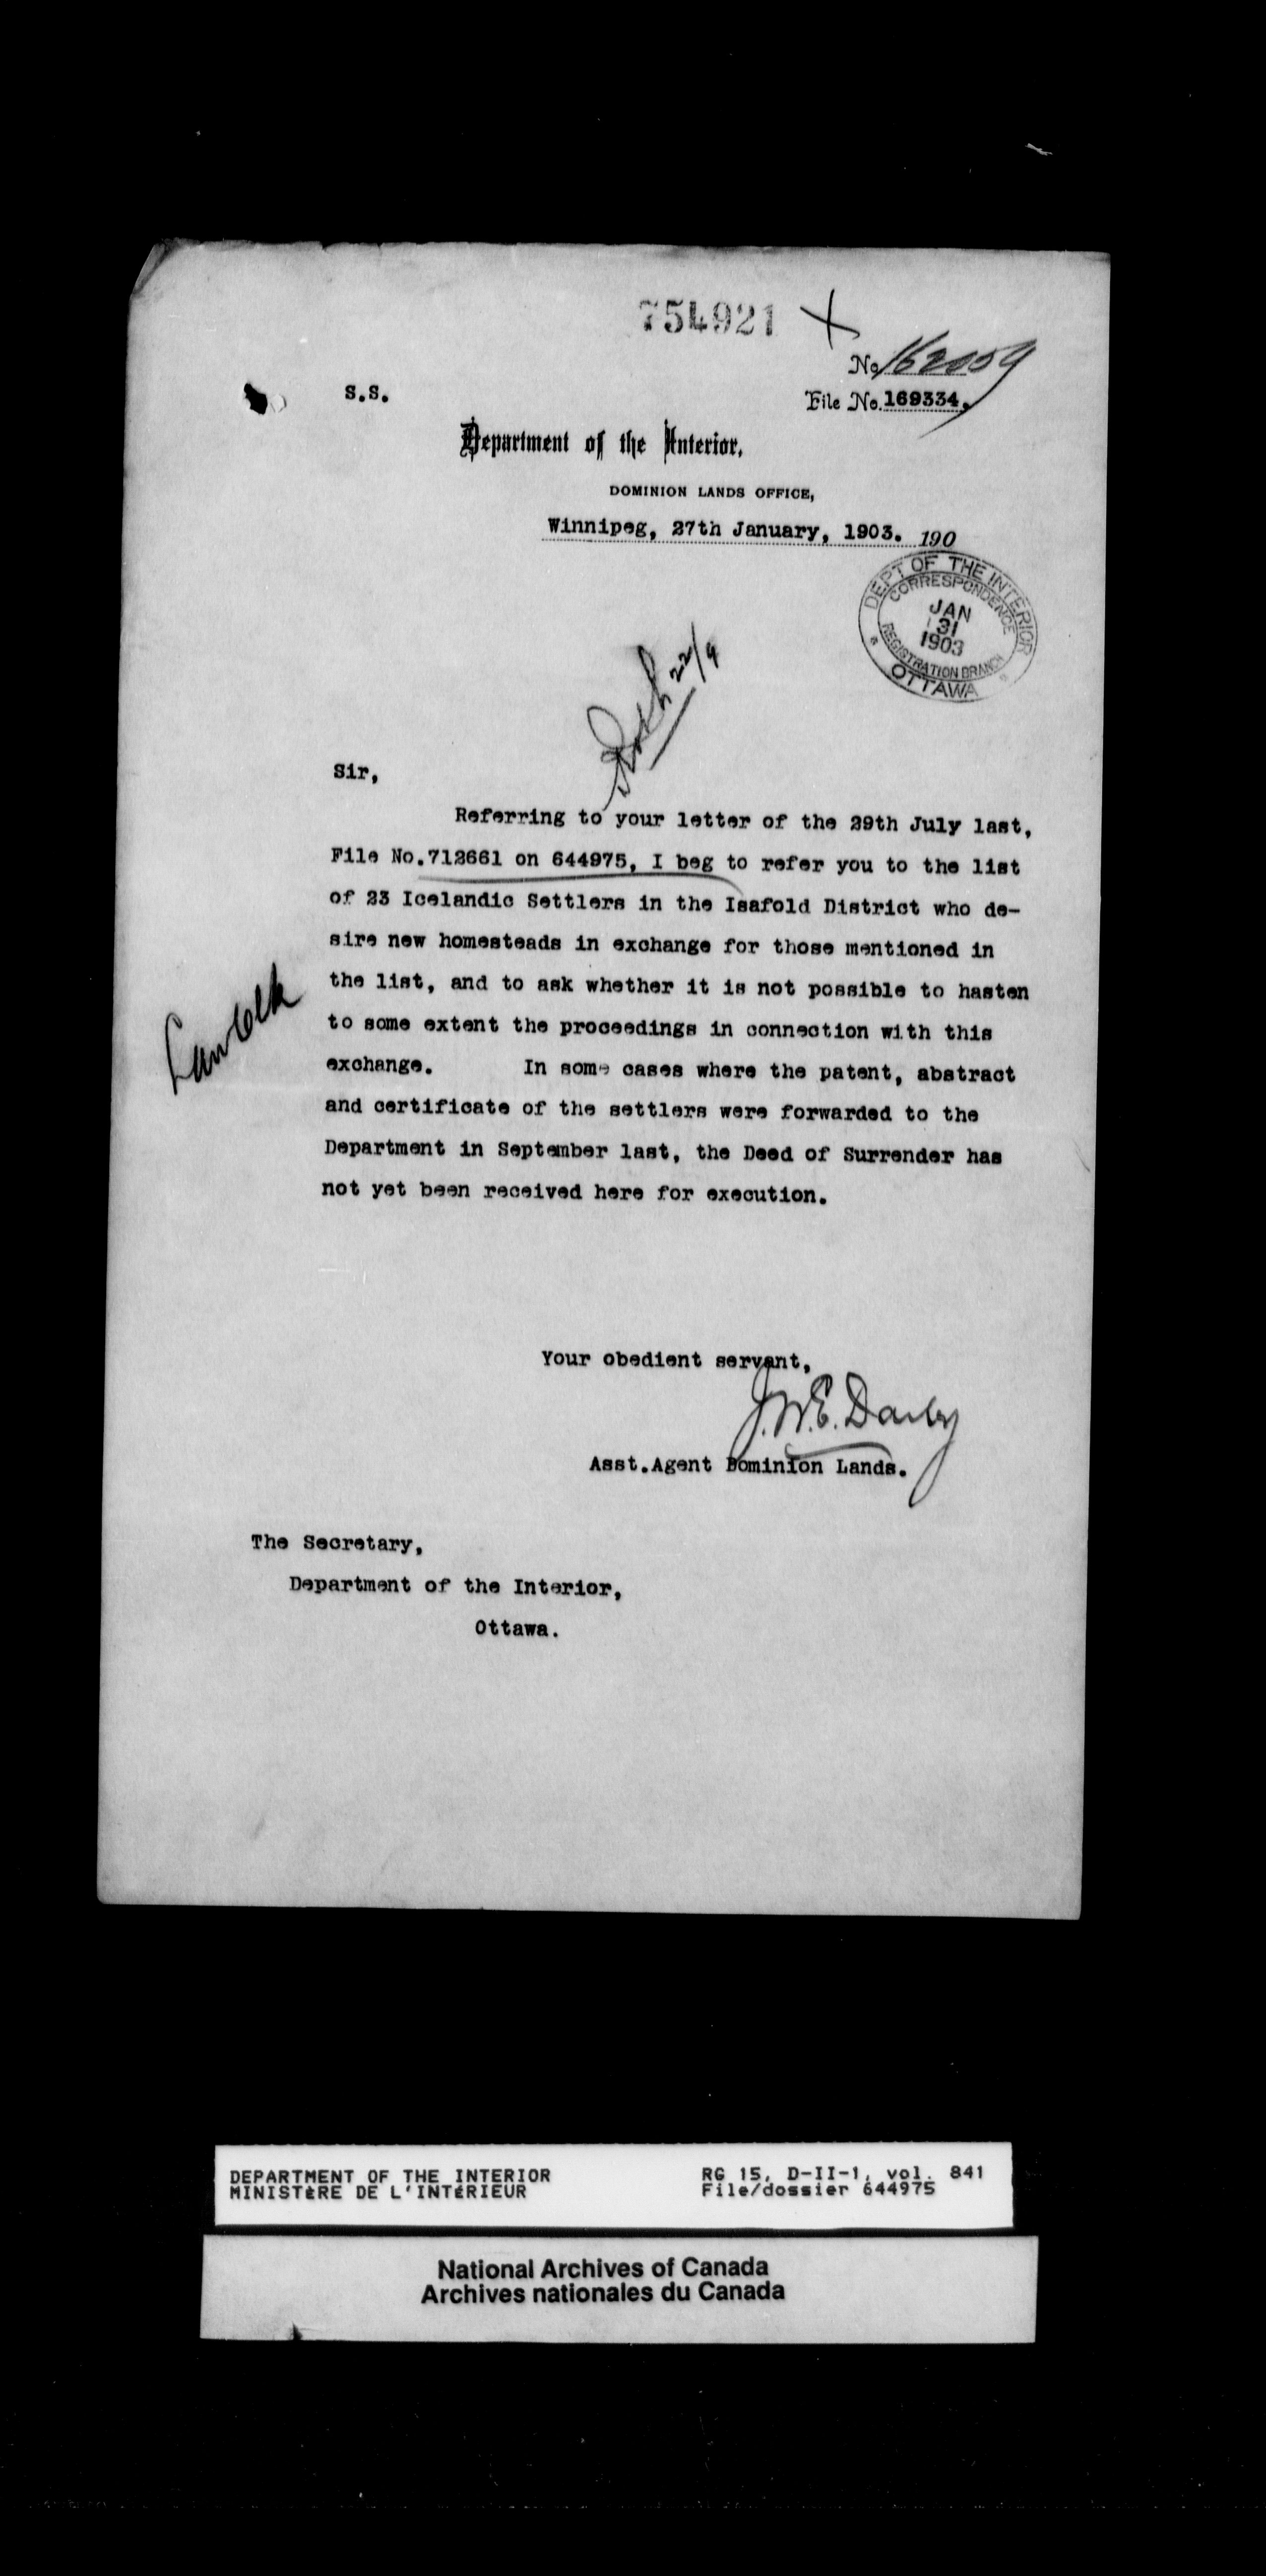 754921
No 162059
S.S.
File No. 169334.
Department of the Interior,
DOMINION LANDS OFFICE,
Winnipeg, 27th January, 1903. 190
DEPT OF THE INTERIOR
CORRESPONDENCE
JAN
31
1903
REGISTRATION BRANCH
OTTAWA
22/9
Sir,
Referring to your letter of the 29th July last,
File No.712661 on 644975, I beg to refer you to the list
of 23 Icelandic Settlers in the Isafold District who de-
sire new homesteads in exchange for those mentioned in
the list, and to ask whether it is not possible to hasten
to some extent the proceedings in connection with this
exchange. In some cases where the patent, abstract
and certificate of the settlers were forwarded to the
Department in September last, the Deed of Surrender has
not yet been received here for execution.
Your obedient servant,
Asst.Agent Dominion Lands.
The Secretary,
Department of the Interior,
Ottawa.
DEPARTMENT OF THE INTERIOR
MINISTÈRE DE L'INTÉRIEUR
RG 15, D-II-1, vol. 841
File/dossier 644975
National Archives of Canada
Archives nationales du Canada